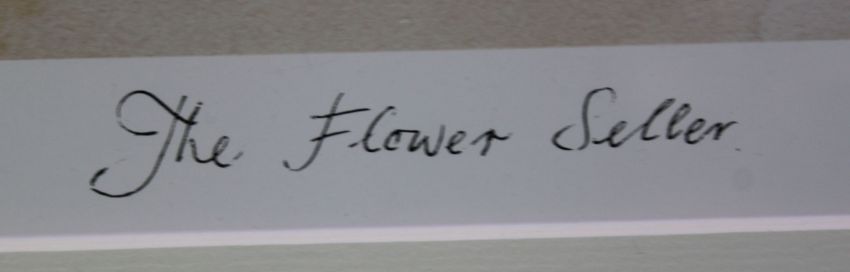 The Flower Seller